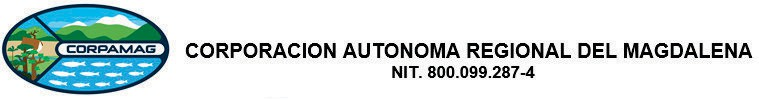 CORPAMAG
CORPORACION AUTONOMA REGIONAL DEL MAGDALENA
NIT. 800.099.287-4